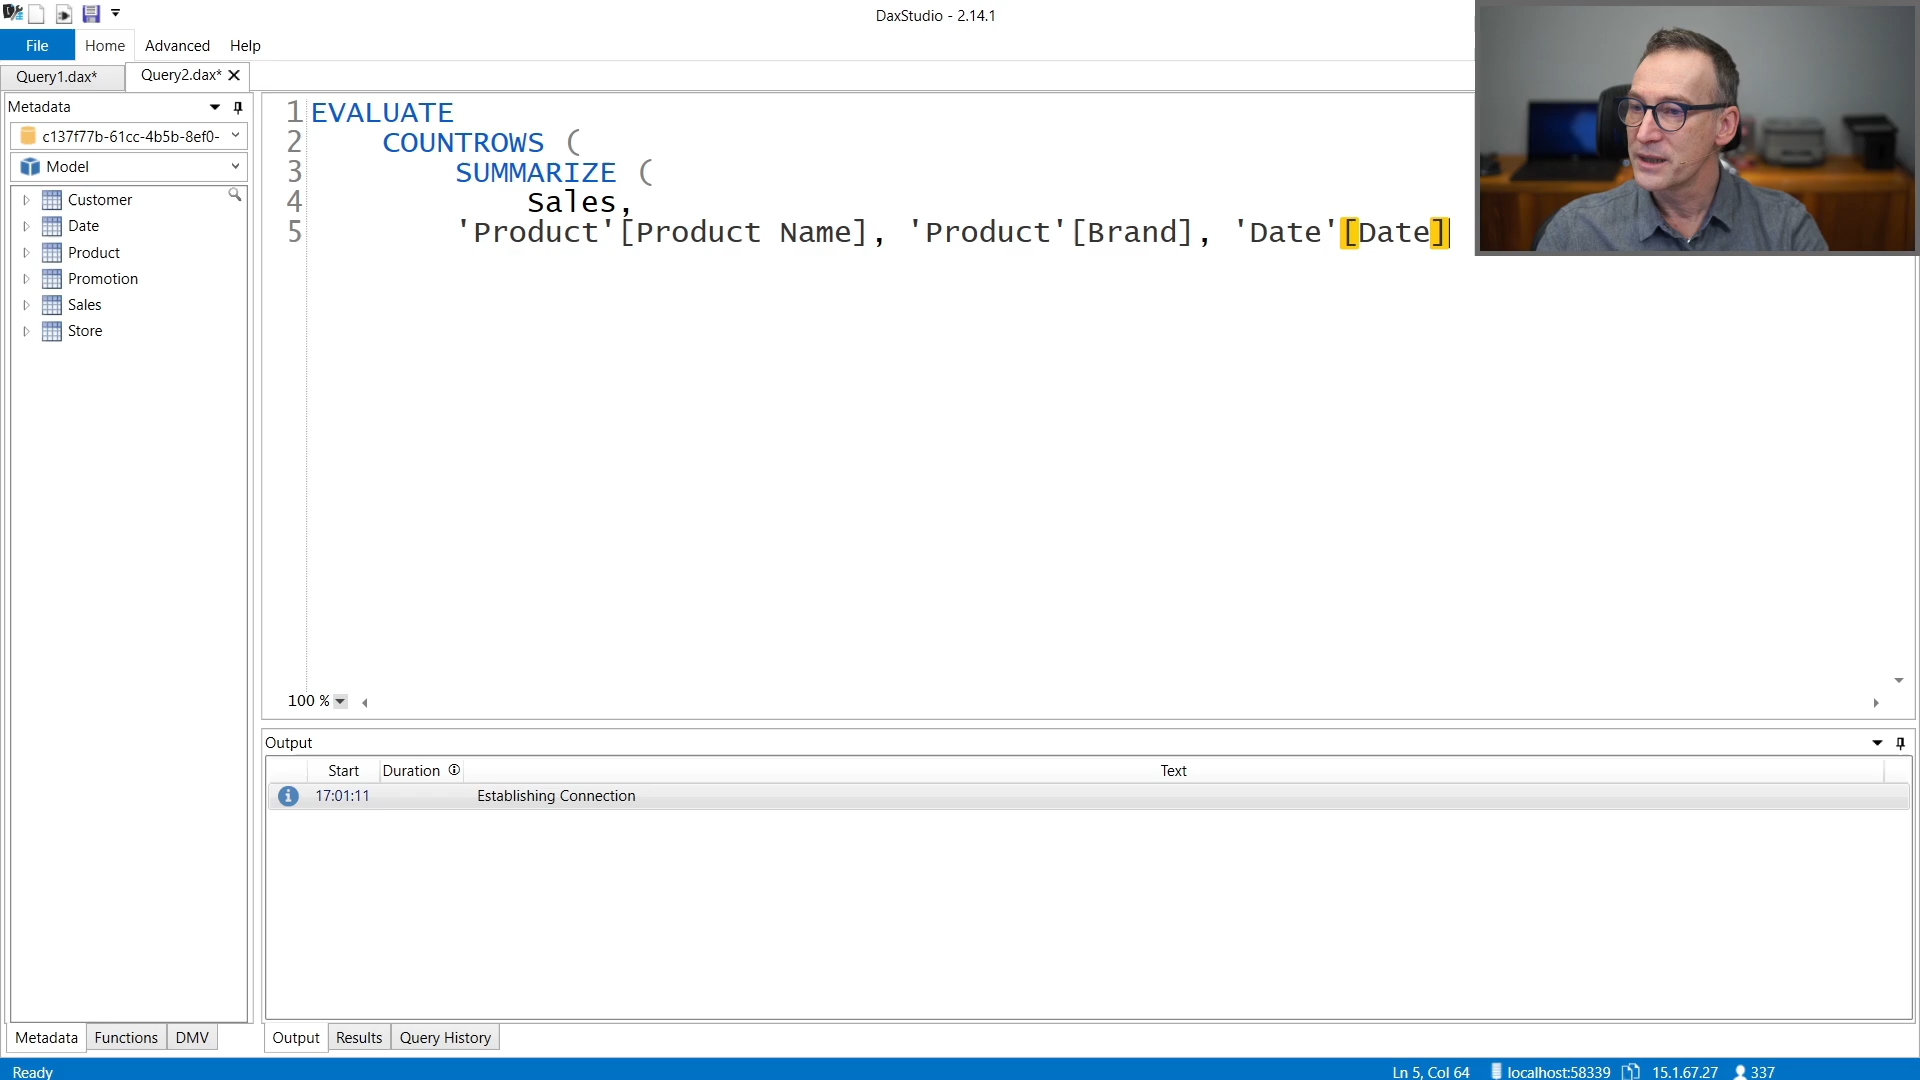 DaxStudio - 2.14.1
File Home Advanced Help
Query1.dax* Query2.dax*
Metadata
c137f77b-61cc-4b5b-8ef0-
Model
Customer
Date
Product
Promotion
Sales
Store
1 EVALUATE
2 COUNTROWS (
3 SUMMARIZE (
4 Sales,
5 'Product'[Product Name], 'Product'[Brand], 'Date'[Date]
100 %
Output
Start Duration Text
17:01:11 Establishing Connection
Metadata Functions DMV
Output Results Query History
Ready Ln 5, Col 64 localhost:58339 15.1.67.27 337